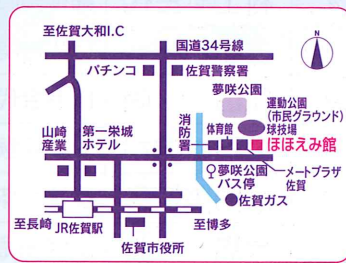 至佐賀大和I.C
国道34号線
N
パチンコ
佐賀警察署
夢咲公園
運動公園
(市民グラウンド)
球技場
消防署
体育館
ほほえみ館
山崎
産業
第一栄城
ホテル
メートプラザ
佐賀
夢咲公園
バス停
佐賀ガス
至長崎
JR佐賀駅
至博多
佐賀市役所